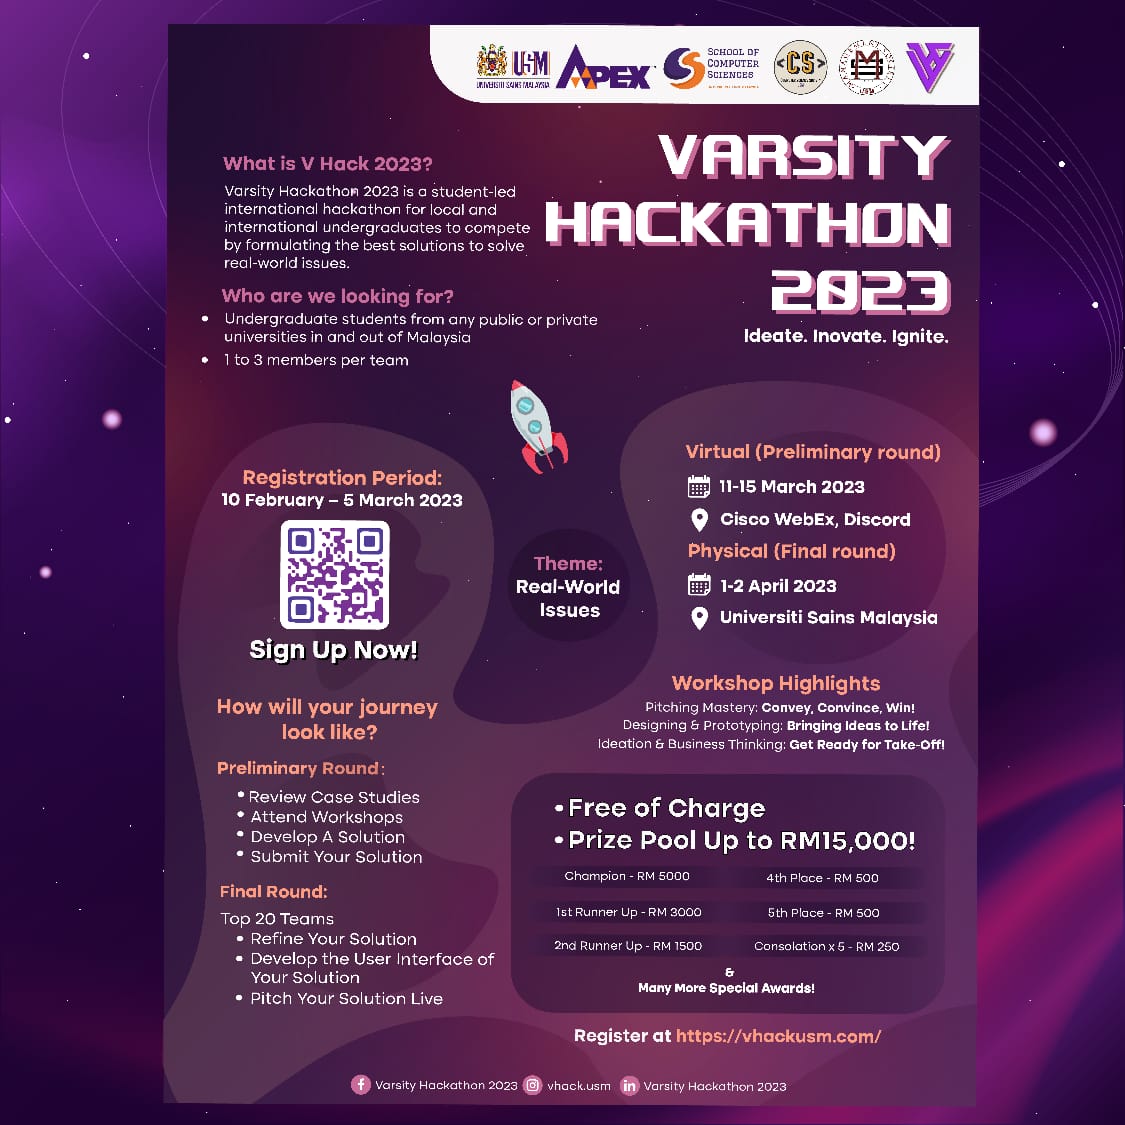 USM
UNIVERSITI SAINS MALAYSIA
APEX
SCHOOL OF
COMPUTER
SCIENCES
<CS>
VARSITY
HACKATHON
2023
Ideate. Inovate. Ignite.
What is V Hack 2023?
Varsity Hackathon 2023 is a student-led
international hackathon for local and
international undergraduates to compete
by formulating the best solutions to solve
real-world issues.
Who are we looking for?
• Undergraduate students from any public or private
universities in and out of Malaysia
• 1 to 3 members per team
Registration Period:
10 February – 5 March 2023
Sign Up Now!
Theme:
Real-World
Issues
Virtual (Preliminary round)
11-15 March 2023
Cisco WebEx, Discord
Physical (Final round)
1-2 April 2023
Universiti Sains Malaysia
How will your journey
look like?
Preliminary Round:
• Review Case Studies
• Attend Workshops
• Develop A Solution
• Submit Your Solution
Final Round:
Top 20 Teams
• Refine Your Solution
• Develop the User Interface of
Your Solution
• Pitch Your Solution Live
Workshop Highlights
Pitching Mastery: Convey, Convince, Win!
Designing & Prototyping: Bringing Ideas to Life!
Ideation & Business Thinking: Get Ready for Take-Off!
• Free of Charge
• Prize Pool Up to RM15,000!
Champion - RM 5000
4th Place - RM 500
1st Runner Up - RM 3000
5th Place - RM 500
2nd Runner Up - RM 1500
Consolation x 5 - RM 250
&
Many More Special Awards!
Register at https://vhackusm.com/
Varsity Hackathon 2023
vhack.usm
Varsity Hackathon 2023